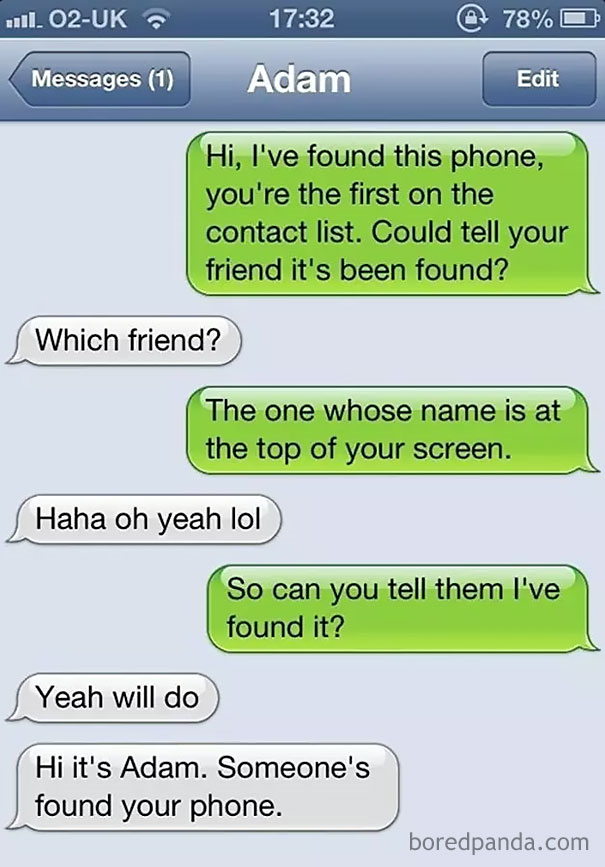 O2-UK 17:32 78%
Messages (1) Adam Edit
Hi, I've found this phone,
you're the first on the
contact list. Could tell your
friend it's been found?
Which friend?
The one whose name is at
the top of your screen.
Haha oh yeah lol
So can you tell them I've
found it?
Yeah will do
Hi it's Adam. Someone's
found your phone.
boredpanda.com